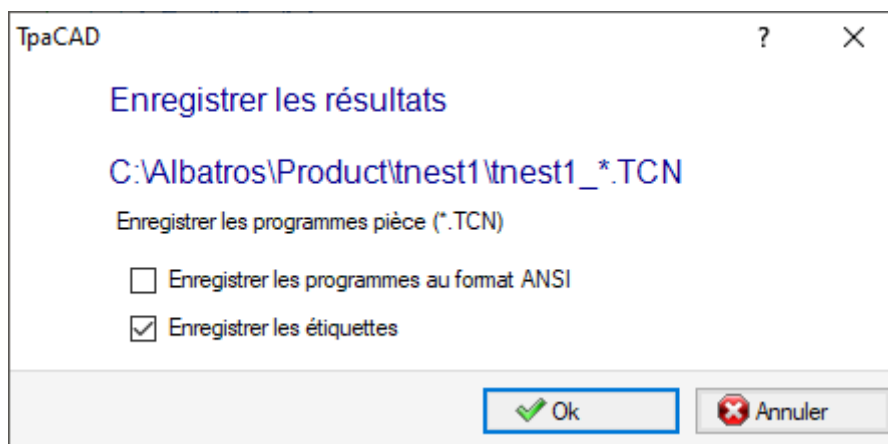 TpaCAD ?
Enregistrer les résultats
C:\Albatros\Product\tnest1\tnest1_*.TCN
Enregistrer les programmes pièce (*.TCN)
Enregistrer les programmes au format ANSI
Enregistrer les étiquettes
Ok Annuler